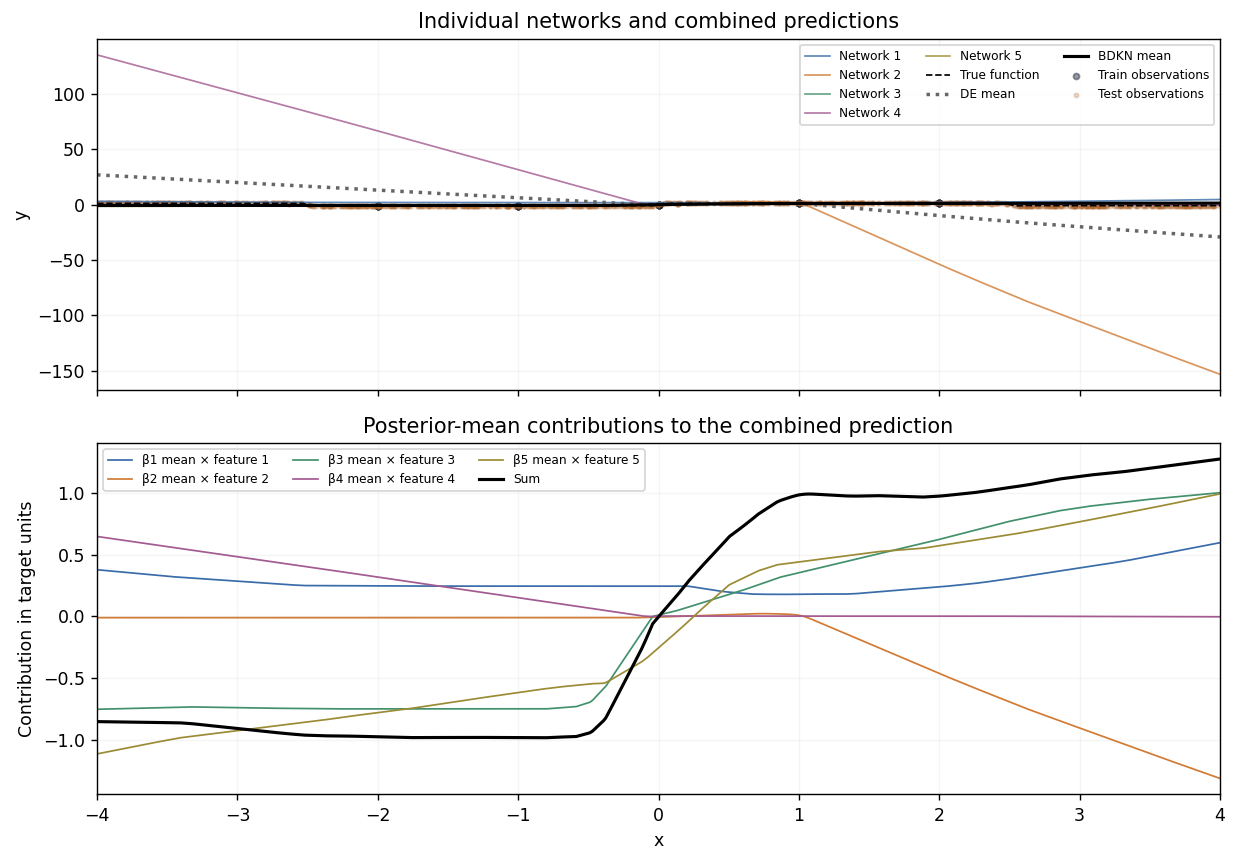 Individual networks and combined predictions
Network 1
Network 2
Network 3
Network 4
Network 5
True function
DE mean
BDKN mean
Train observations
Test observations
y
100
50
0
−50
−100
−150
Posterior-mean contributions to the combined prediction
β1 mean × feature 1
β2 mean × feature 2
β3 mean × feature 3
β4 mean × feature 4
β5 mean × feature 5
Sum
Contribution in target units
1.0
0.5
0.0
−0.5
−1.0
−4 −3 −2 −1 0 1 2 3 4
x